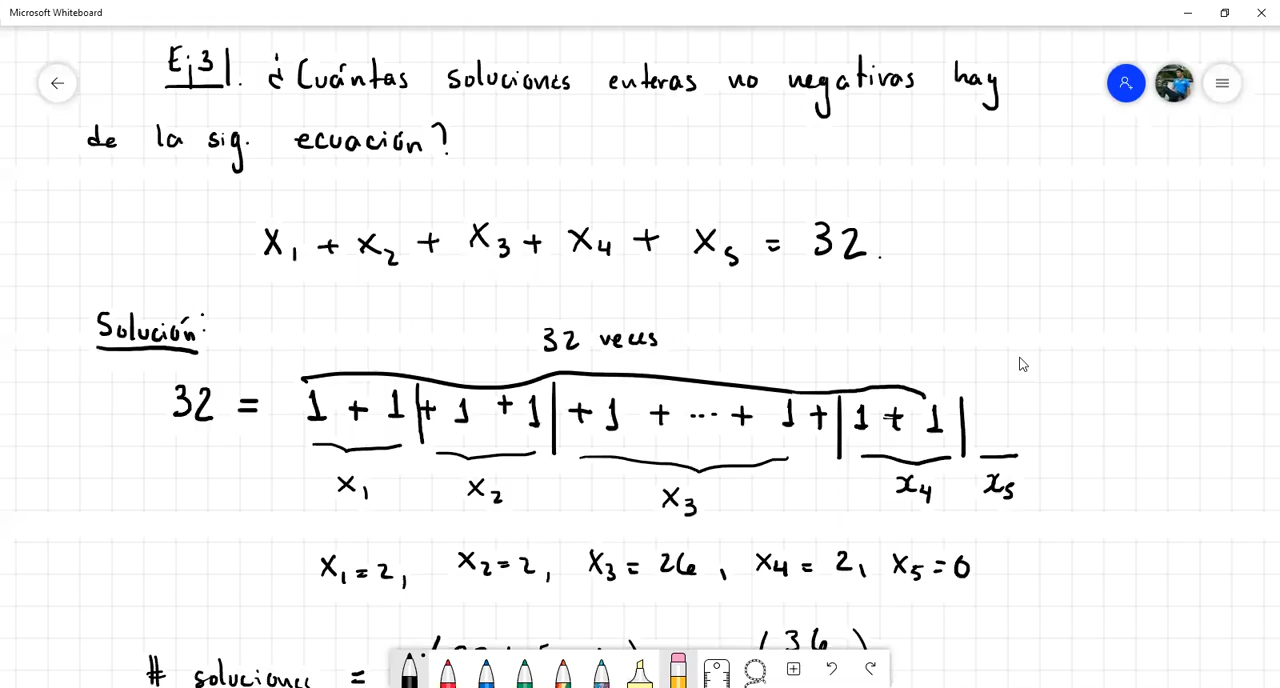 Microsoft Whiteboard
Ej3|. ¿Cuántas soluciones enteras no negativas hay
de la sig. ecuación?
x₁ + x₂ + x₃ + x₄ + x₅ = 32.
Solución:
32 veces
32 = 1 + 1|+ 1 + 1|+ 1 + ... + 1 +|1 + 1|
x₁ x₂ x₃ x₄ x₅
x₁ = 2, x₂ = 2, x₃ = 26, x₄ = 2, x₅ = 0
# soluciones = (36)